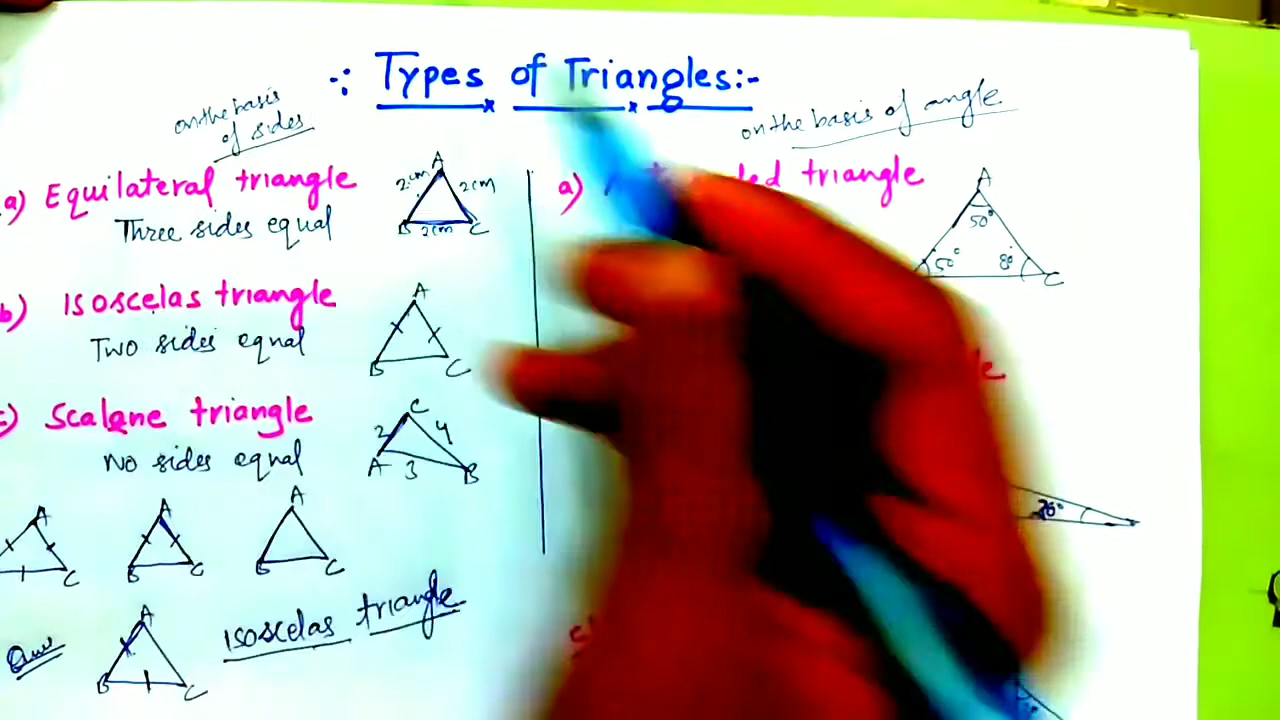 ∴ Types of Triangles:-
on the basis
of sides
a) Equilateral triangle
Three sides equal
A
2cm
2cm
B
2cm
C
b) Isoscelas triangle
Two sides equal
A
B
C
c) Scalene triangle
No sides equal
C
2
4
A
3
B
A
C
A
B
C
A
B
C
A
B
C
Isoscelas triangle
on the basis of angle
a)
triangle
A
50°
50°
80°
C